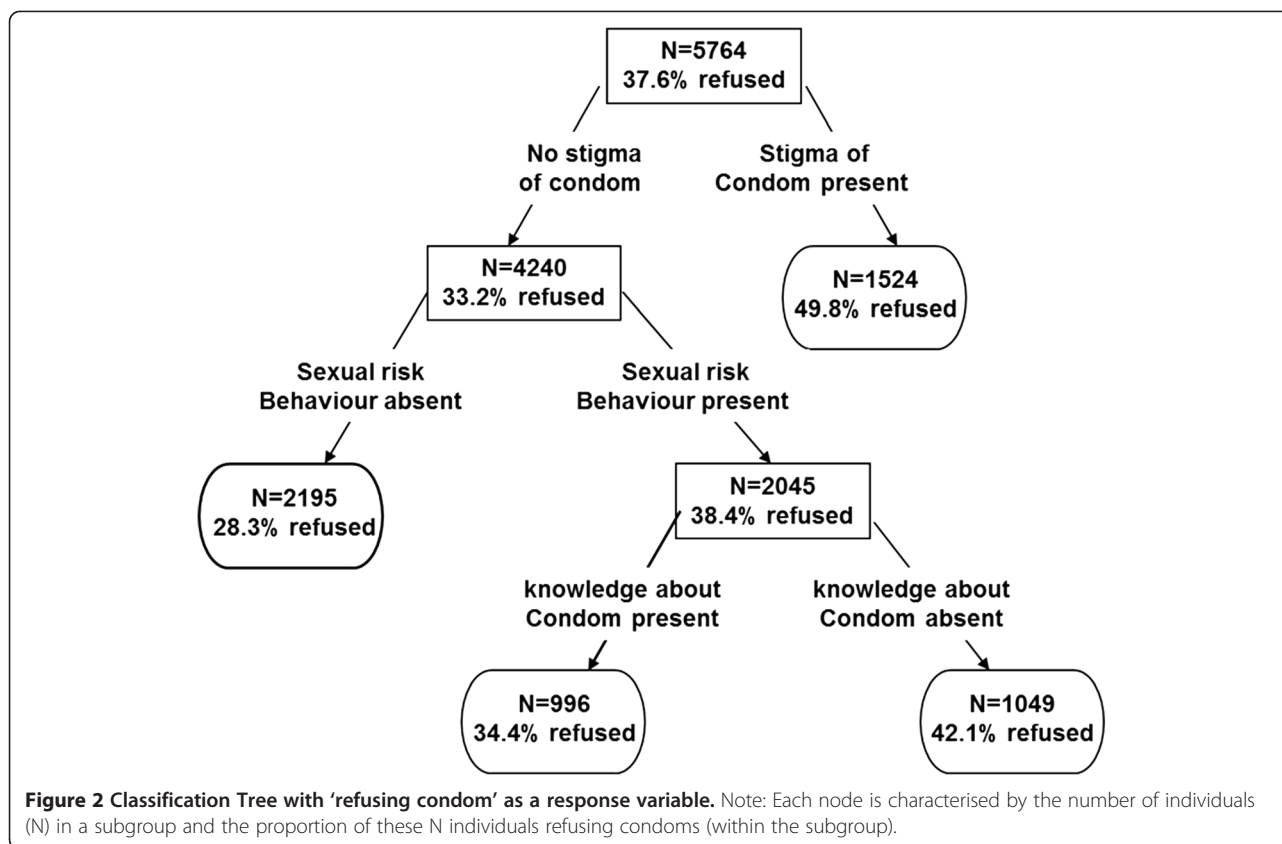 N=5764
37.6% refused
No stigma
of condom
Stigma of
Condom present
N=4240
33.2% refused
N=1524
49.8% refused
Sexual risk
Behaviour absent
Sexual risk
Behaviour present
N=2195
28.3% refused
N=2045
38.4% refused
knowledge about
Condom present
knowledge about
Condom absent
N=996
34.4% refused
N=1049
42.1% refused
Figure 2 Classification Tree with ‘refusing condom’ as a response variable. Note: Each node is characterised by the number of individuals
(N) in a subgroup and the proportion of these N individuals refusing condoms (within the subgroup).